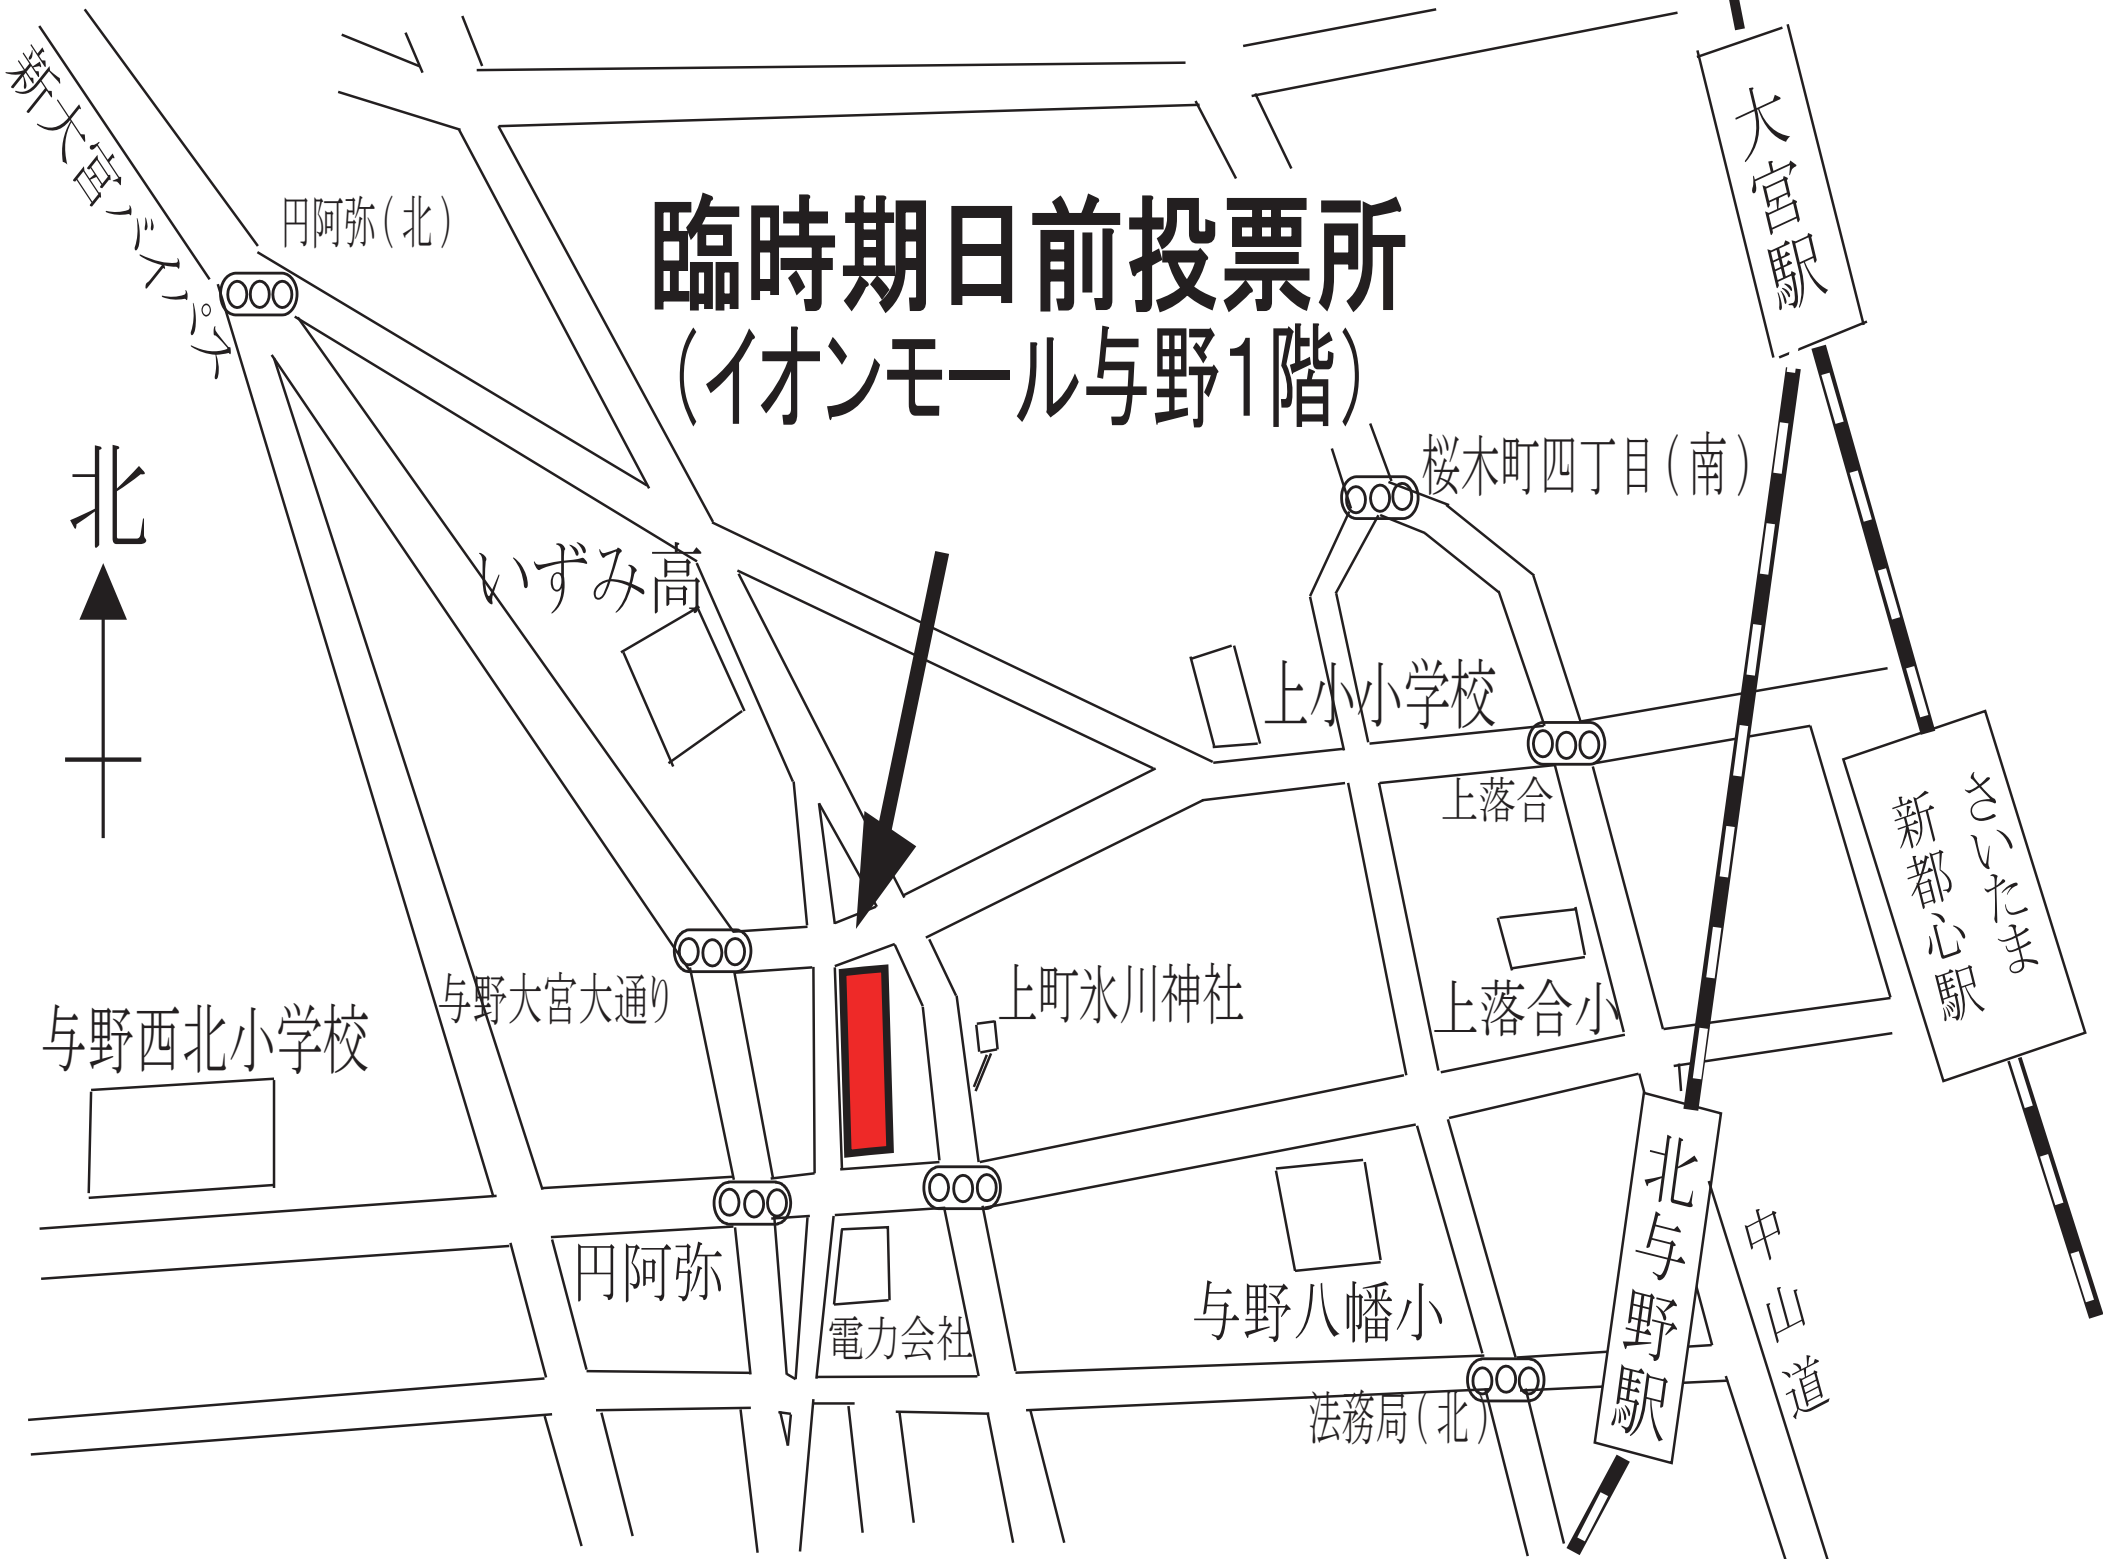 新大宮バイパス
円阿弥（北）
臨時期日前投票所
（イオンモール与野1階）
大宮駅
北
桜木町四丁目（南）
いずみ高
上小小学校
上落合
さいたま
新都心駅
与野西北小学校
与野大宮大通り
上町氷川神社
上落合小
北与野駅
中山道
円阿弥
電力会社
与野八幡小
法務局（北）